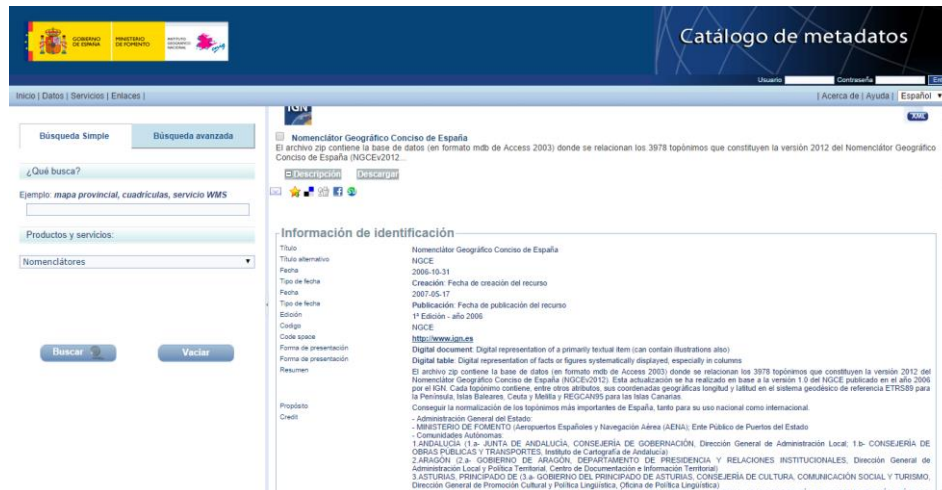 GOBIERNO DE ESPAÑA
MINISTERIO DE FOMENTO
INSTITUTO GEOGRÁFICO NACIONAL
cnig
Catálogo de metadatos
Usuario Contraseña
Inicio | Datos | Servicios | Enlaces |
| Acerca de | Ayuda | Español
IGN
XML
Búsqueda Simple Búsqueda avanzada
¿Qué busca?
Ejemplo: mapa provincial, cuadrículas, servicio WMS
Productos y servicios:
Nomenclátores
Buscar Vaciar
Nomenclátor Geográfico Conciso de España
El archivo zip contiene la base de datos (en formato mdb de Access 2003) donde se relacionan los 3978 topónimos que constituyen la versión 2012 del Nomenclátor Geográfico
Conciso de España (NGCEv2012...
Descripción Descargar
Información de identificación
Título Nomenclátor Geográfico Conciso de España
Título alternativo NGCE
Fecha 2006-10-31
Tipo de fecha Creación: Fecha de creación del recurso
Fecha 2007-05-17
Tipo de fecha Publicación: Fecha de publicación del recurso
Edición 1ª Edición - año 2006
Codigo NGCE
Code space http://www.ign.es
Forma de presentación Digital document: Digital representation of a primarily textual item (can contain illustrations also)
Forma de presentación Digital table: Digital representation of facts or figures systematically displayed, especially in columns
Resumen El archivo zip contiene la base de datos (en formato mdb de Access 2003) donde se relacionan los 3978 topónimos que constituyen la versión 2012 del
Nomenclátor Geográfico Conciso de España (NGCEv2012). Esta actualización se ha realizado en base a la versión 1.0 del NGCE publicado en el año 2006
por el IGN. Cada topónimo contiene, entre otros atributos, sus coordenadas geográficas longitud y latitud en el sistema geodésico de referencia ETRS89 para
la Península, Islas Baleares, Ceuta y Melilla y REGCAN95 para las Islas Canarias.
Propósito Conseguir la normalización de los topónimos más importantes de España, tanto para su uso nacional como internacional.
Credit - Administración General del Estado:
- MINISTERIO DE FOMENTO (Aeropuertos Españoles y Navegación Aérea (AENA); Ente Público de Puertos del Estado
- Comunidades Autónomas:
1.ANDALUCÍA (1.a- JUNTA DE ANDALUCÍA, CONSEJERÍA DE GOBERNACIÓN, Dirección General de Administración Local; 1.b- CONSEJERÍA DE
OBRAS PUBLICAS Y TRANSPORTES, Instituto de Cartografía de Andalucía)
2.ARAGÓN (2.a- GOBIERNO DE ARAGÓN, DEPARTAMENTO DE PRESIDENCIA Y RELACIONES INSTITUCIONALES, Dirección General de
Administración Local y Política Territorial, Centro de Documentación e Información Territorial)
3.ASTURIAS, PRINCIPADO DE (3.a- GOBIERNO DEL PRINCIPADO DE ASTURIAS, CONSEJERÍA DE CULTURA, COMUNICACIÓN SOCIAL Y TURISMO,
Dirección General de Promoción Cultural y Política Lingüística, Oficina de Política Lingüística)